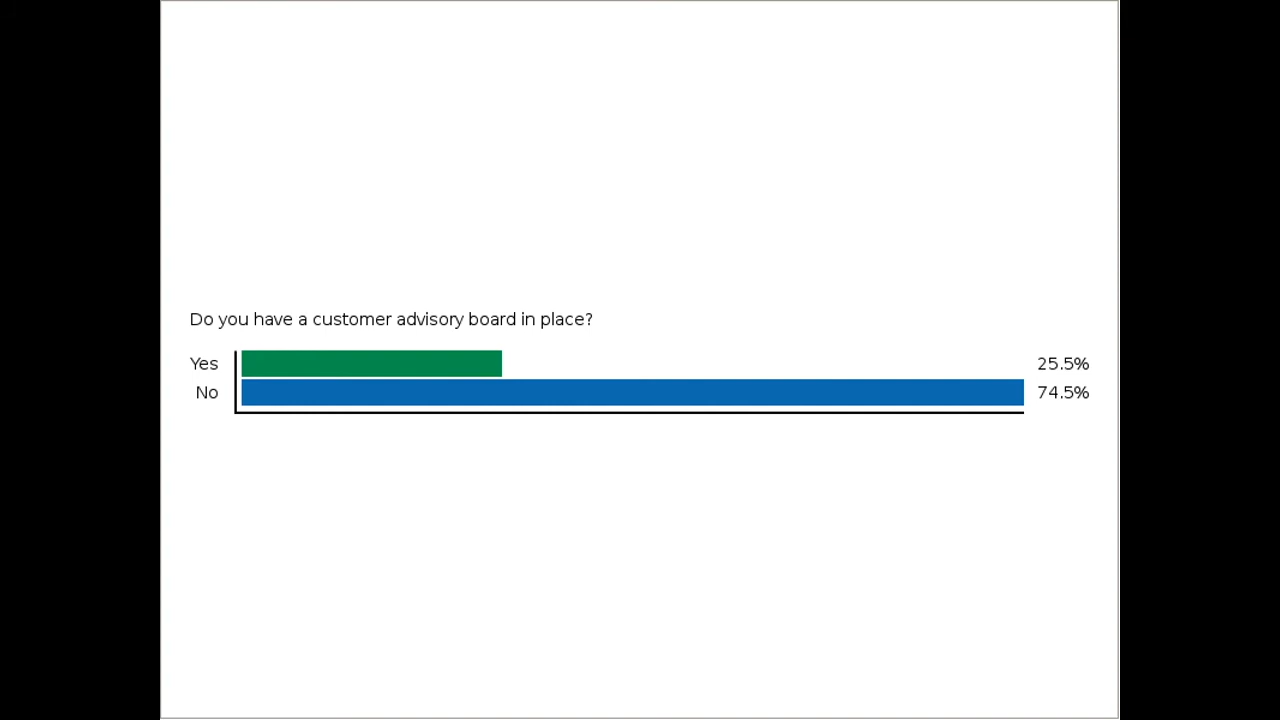 Do you have a customer advisory board in place?
Yes 25.5%
No 74.5%